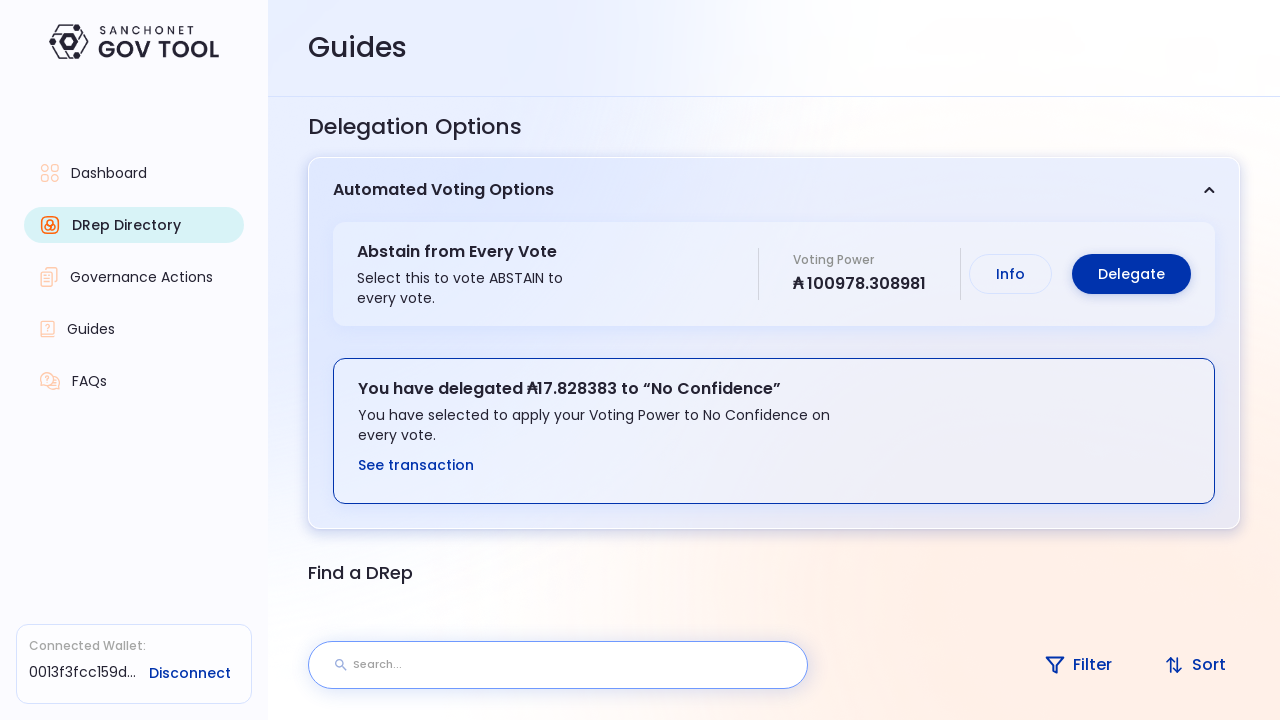 SANCHONET
GOV TOOL
Dashboard
DRep Directory
Governance Actions
Guides
FAQs
Connected Wallet:
0013f3fcc159d...
Disconnect
Guides
Delegation Options
Automated Voting Options
Abstain from Every Vote
Select this to vote ABSTAIN to
every vote.
Voting Power
₳ 100978.308981
Info
Delegate
You have delegated ₳17.828383 to “No Confidence”
You have selected to apply your Voting Power to No Confidence on
every vote.
See transaction
Find a DRep
Search...
Filter
Sort